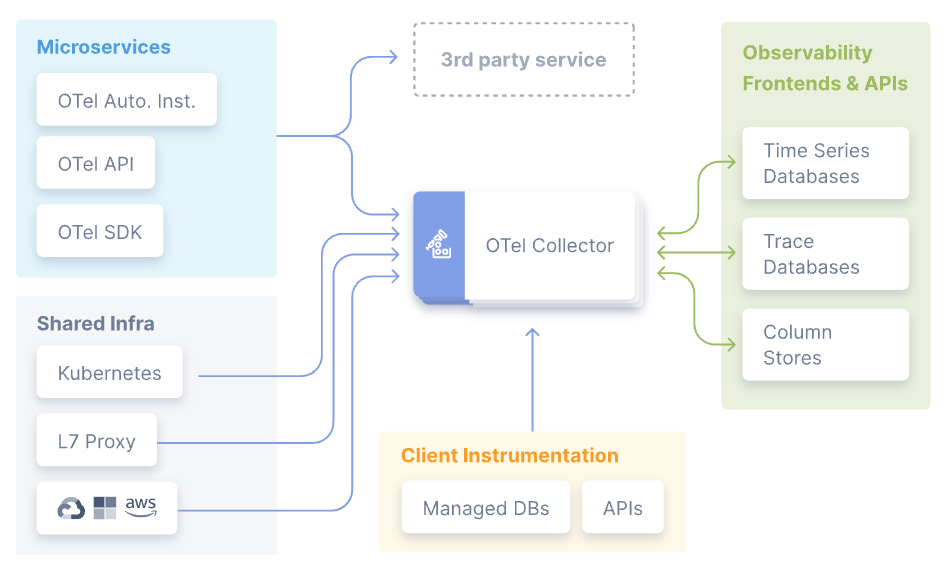 Microservices
OTel Auto. Inst.
OTel API
OTel SDK
Shared Infra
Kubernetes
L7 Proxy
aws
3rd party service
OTel Collector
Client Instrumentation
Managed DBs
APIs
Observability
Frontends & APIs
Time Series
Databases
Trace
Databases
Column
Stores